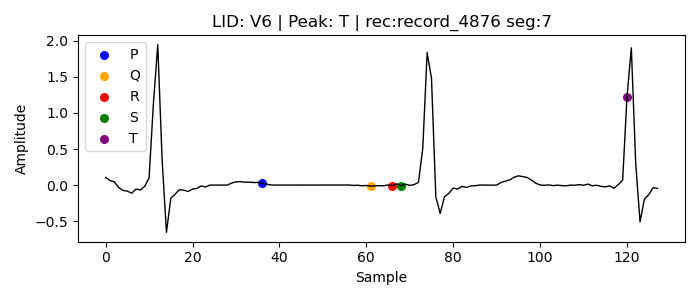 LID: V6 | Peak: T | rec:record_4876 seg:7
2.0
1.5
1.0
0.5
0.0
−0.5
Amplitude
P
Q
R
S
T
0 20 40 60 80 100 120
Sample